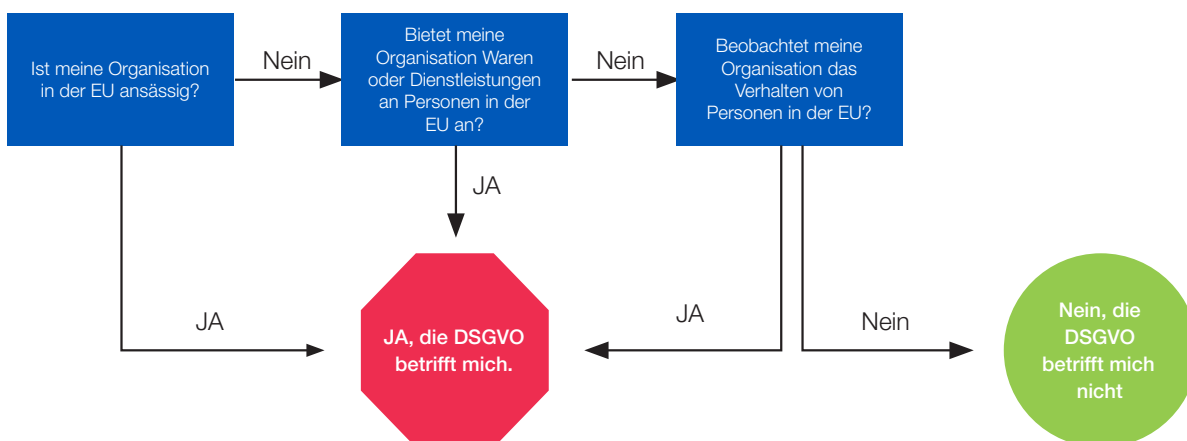 Ist meine Organisation
in der EU ansässig?
Nein
Bietet meine
Organisation Waren
oder Dienstleistungen
an Personen in der
EU an?
Nein
Beobachtet meine
Organisation das
Verhalten von
Personen in der EU?
JA
JA
JA
Nein
JA, die DSGVO
betrifft mich.
Nein, die
DSGVO
betrifft mich
nicht